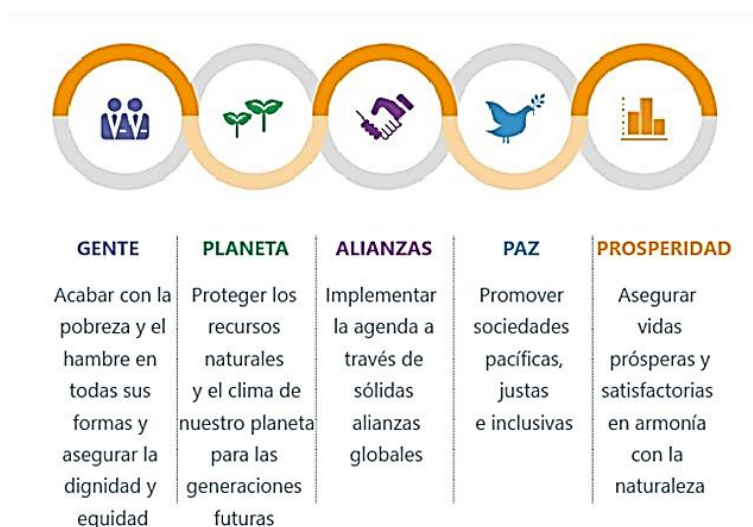 GENTE
Acabar con la
pobreza y el
hambre en
todas sus
formas y
asegurar la
dignidad y
equidad
PLANETA
Proteger los
recursos
naturales
y el clima de
nuestro planeta
para las
generaciones
futuras
ALIANZAS
Implementar
la agenda a
través de
sólidas
alianzas
globales
PAZ
Promover
sociedades
pacíficas,
justas
e inclusivas
PROSPERIDAD
Asegurar
vidas
prósperas y
satisfactorias
en armonía
con la
naturaleza